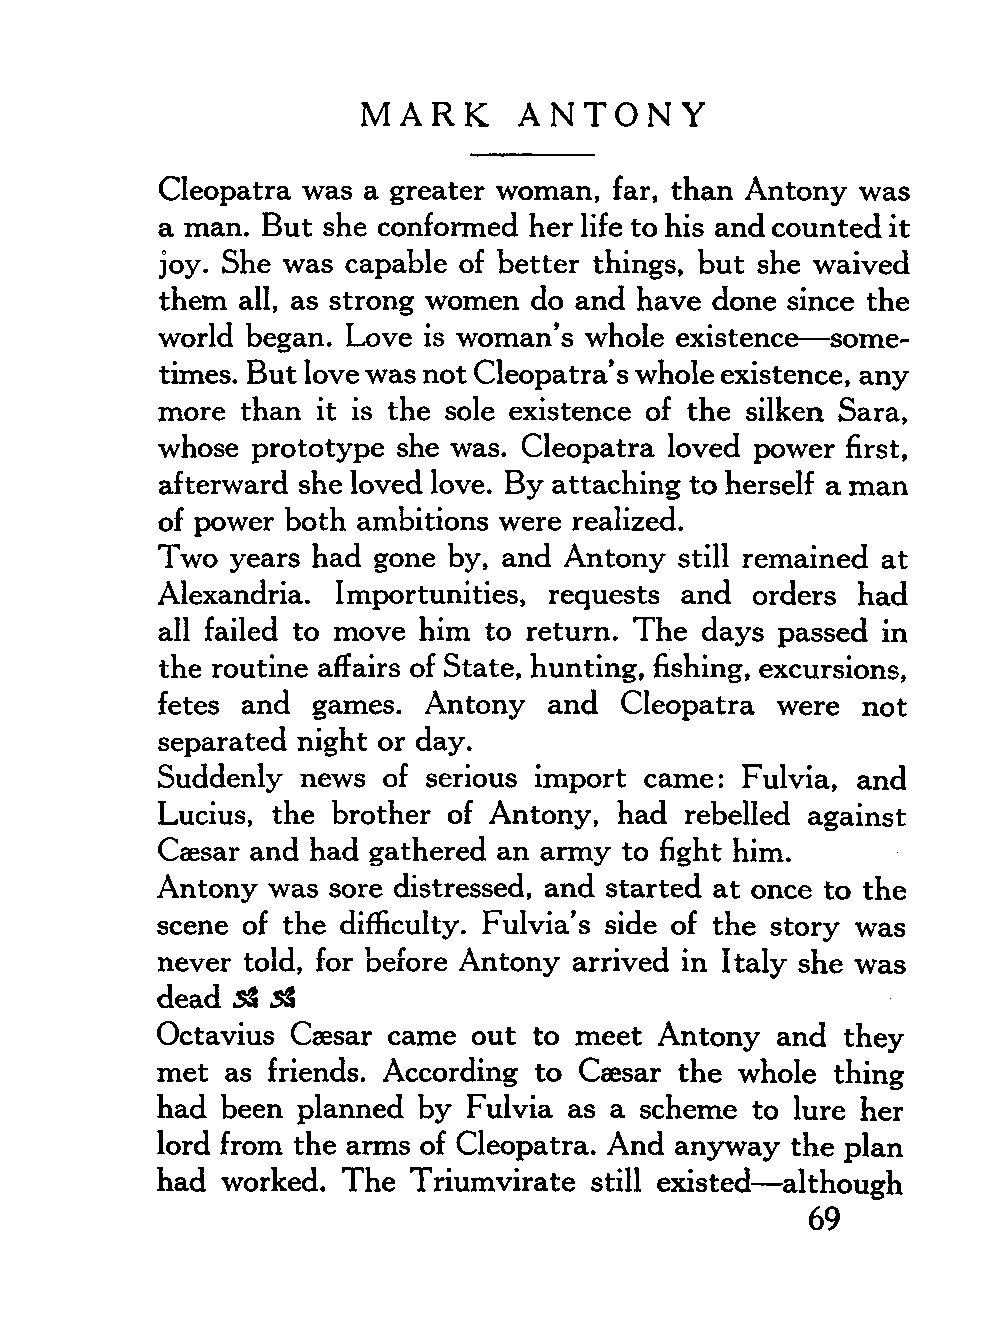 MARK ANTONY
Cleopatra was a greater woman, far, than Antony was
a man. But she conformed her life to his and counted it
joy. She was capable of better things, but she waived
them all, as strong women do and have done since the
world began. Love is woman's whole existence—some-
times. But love was not Cleopatra's whole existence, any
more than it is the sole existence of the silken Sara,
whose prototype she was. Cleopatra loved power first,
afterward she loved love. By attaching to herself a man
of power both ambitions were realized.
Two years had gone by, and Antony still remained at
Alexandria. Importunities, requests and orders had
all failed to move him to return. The days passed in
the routine affairs of State, hunting, fishing, excursions,
fetes and games. Antony and Cleopatra were not
separated night or day.
Suddenly news of serious import came: Fulvia, and
Lucius, the brother of Antony, had rebelled against
Cæsar and had gathered an army to fight him.
Antony was sore distressed, and started at once to the
scene of the difficulty. Fulvia's side of the story was
never told, for before Antony arrived in Italy she was
dead
Octavius Cæsar came out to meet Antony and they
met as friends. According to Cæsar the whole thing
had been planned by Fulvia as a scheme to lure her
lord from the arms of Cleopatra. And anyway the plan
had worked. The Triumvirate still existed—although
69